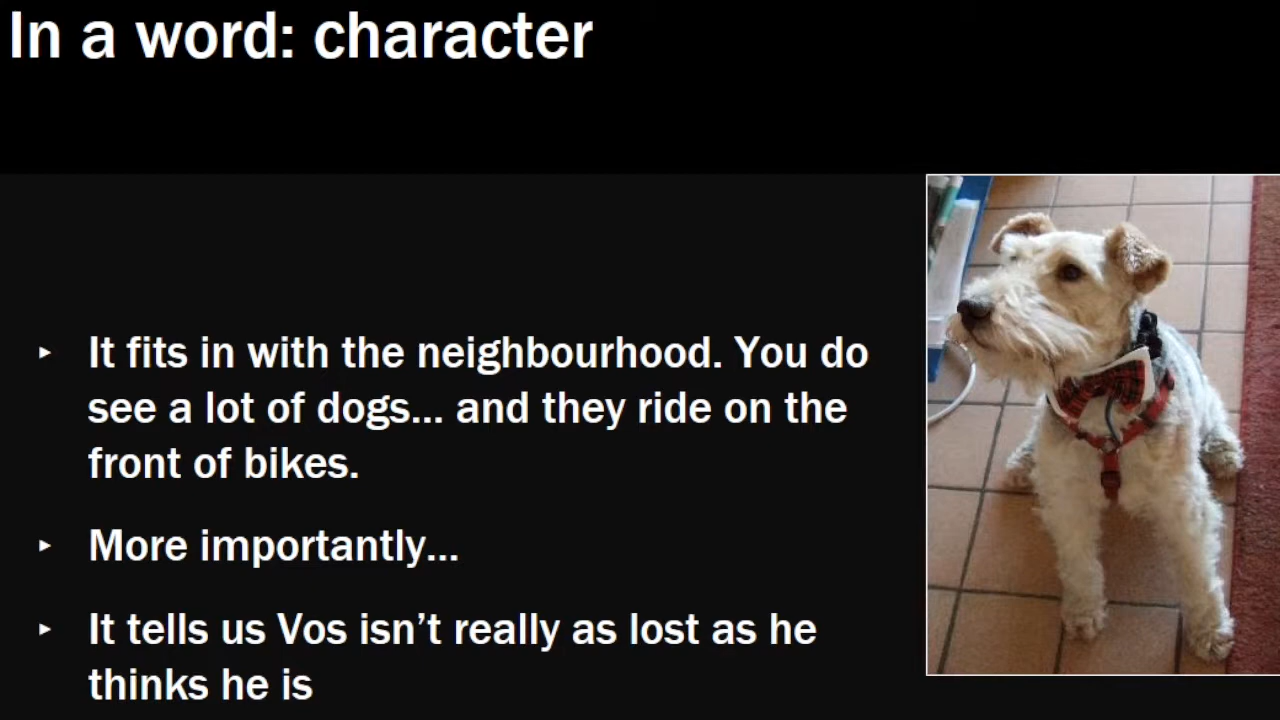 In a word: character
‣ It fits in with the neighbourhood. You do
see a lot of dogs… and they ride on the
front of bikes.
‣ More importantly…
‣ It tells us Vos isn’t really as lost as he
thinks he is